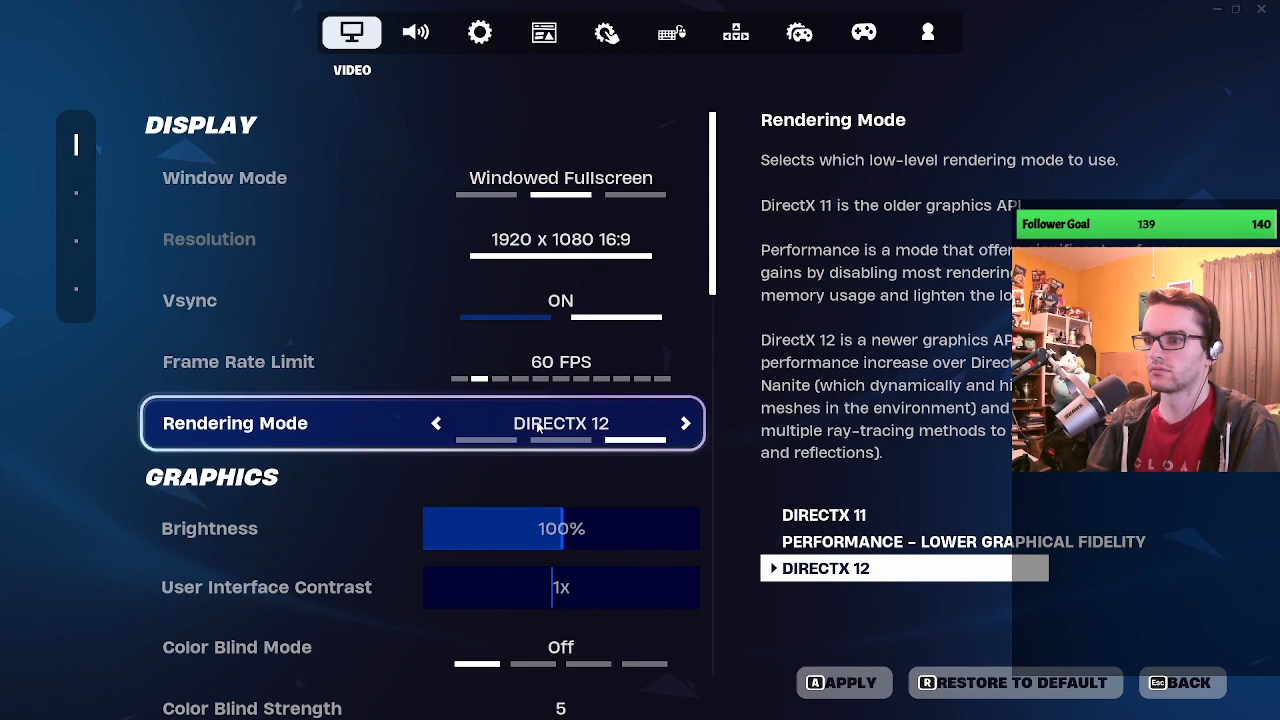 VIDEO
DISPLAY
Window Mode
Windowed Fullscreen
Resolution
1920 x 1080 16:9
Vsync
ON
Frame Rate Limit
60 FPS
Rendering Mode
DIRECTX 12
GRAPHICS
Brightness
100%
User Interface Contrast
1x
Color Blind Mode
Off
Color Blind Strength
5
Rendering Mode
Selects which low-level rendering mode to use.
DirectX 11 is the older graphics API
Performance is a mode that offers significant performance
gains by disabling most rendering
memory usage and lighten the
DirectX 12 is a newer graphics
performance increase over
Nanite (which dynamically and
meshes in the environment) and
multiple ray-tracing methods to
and reflections).
DIRECTX 11
PERFORMANCE - LOWER GRAPHICAL FIDELITY
DIRECTX 12
Follower Goal 139 140
CLOA
A APPLY
R RESTORE TO DEFAULT
Esc BACK